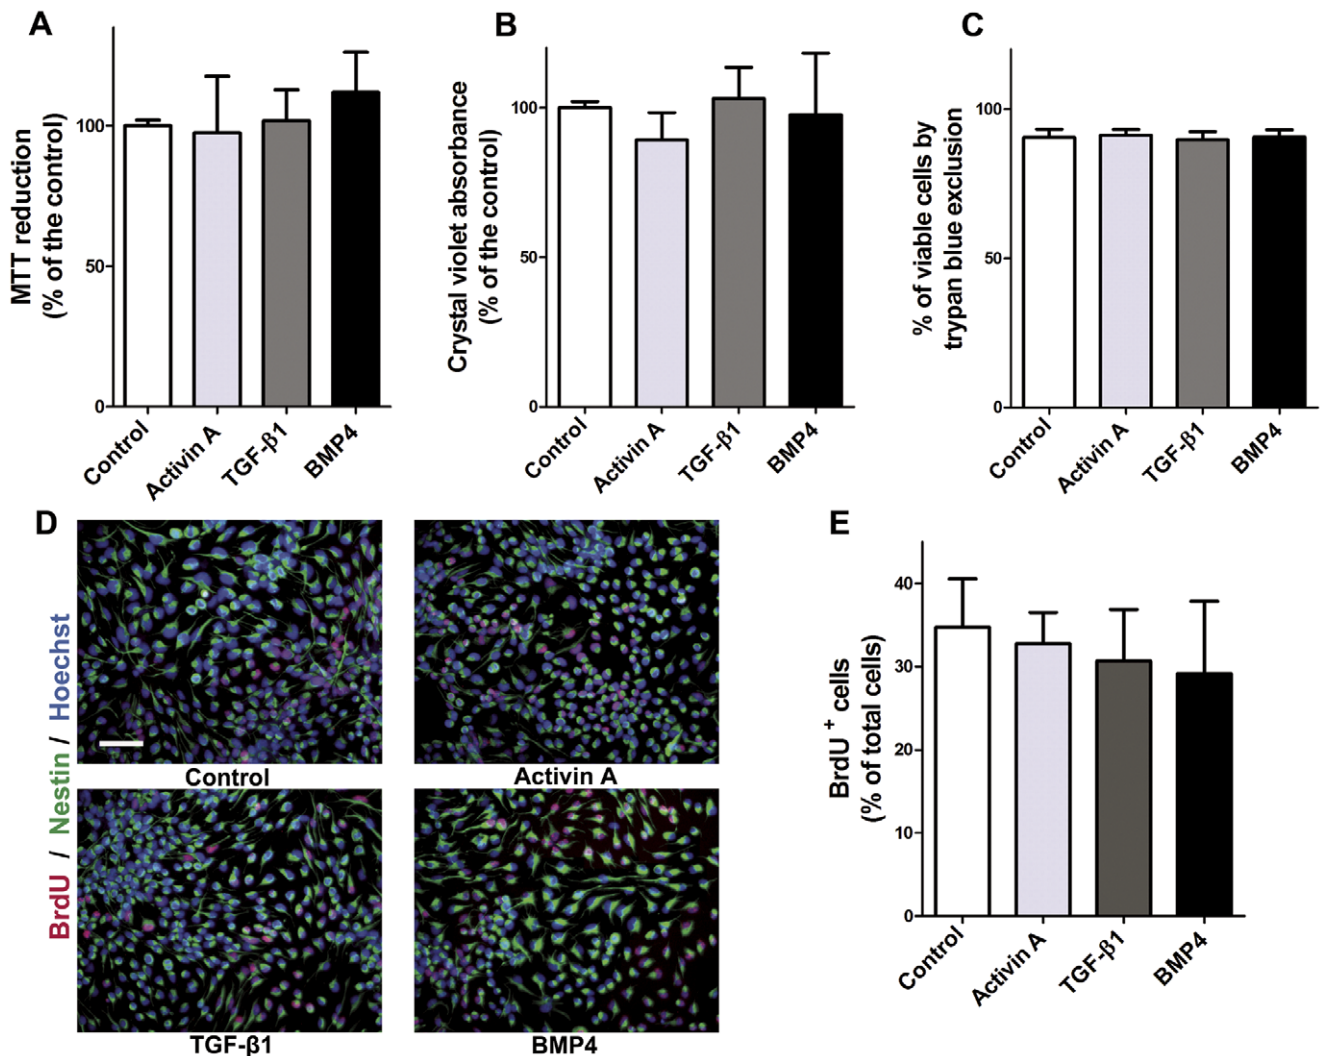 A
MTT reduction
(% of the control)
100
50
0
Control
Activin A
TGF-β1
BMP4
B
Crystal violet absorbance
(% of the control)
100
50
0
Control
Activin A
TGF-β1
BMP4
C
% of viable cells by
trypan blue exclusion
100
50
0
Control
Activin A
TGF-β1
BMP4
D
BrdU / Nestin / Hoechst
Control
Activin A
TGF-β1
BMP4
E
BrdU + cells
(% of total cells)
40
30
20
10
0
Control
Activin A
TGF-β1
BMP4